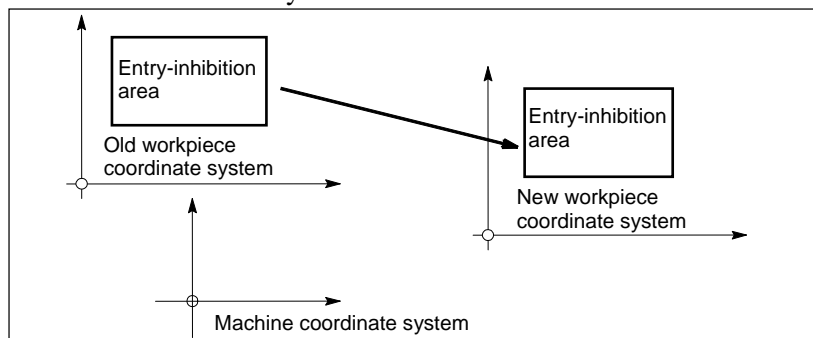 Entry-inhibition
area
Old workpiece
coordinate system
Entry-inhibition
area
New workpiece
coordinate system
Machine coordinate system